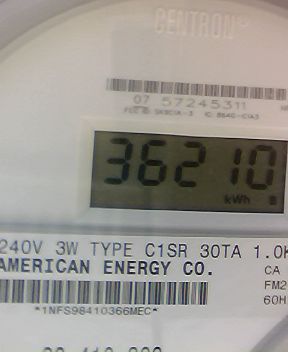 CENTRON®
07 57245311
36210
kWh
240V 3W TYPE C1SR 30TA 1.0K
AMERICAN ENERGY CO.
CA
FM2
60H
*1NFS98410366MEC*